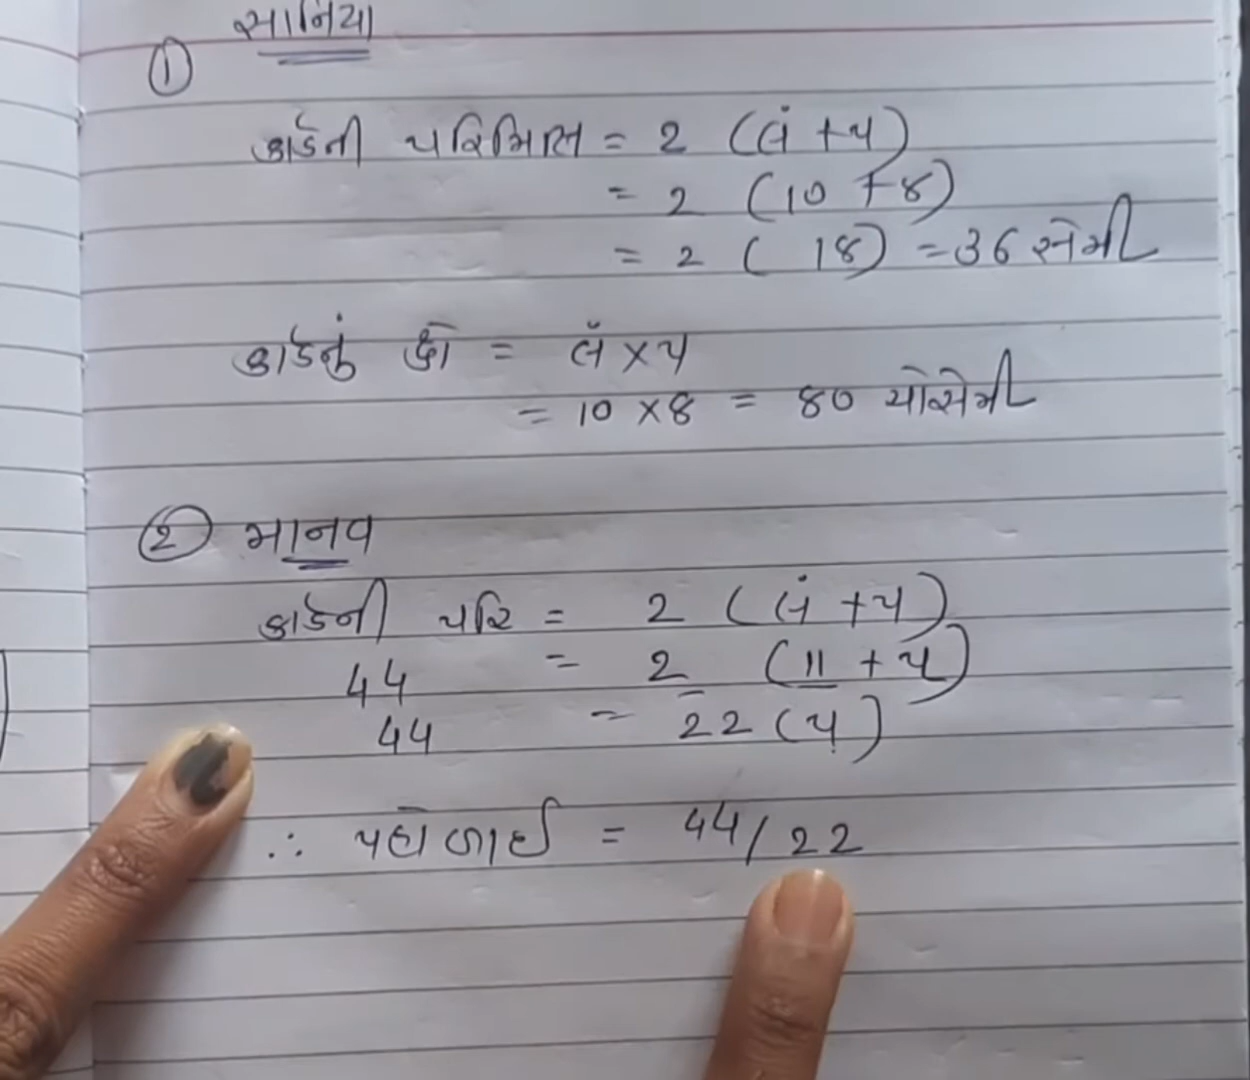 સાનિયા
①
કાર્ડની પરિમિતિ = 2 (લં + પ)
= 2 (10 + 8)
= 2 ( 18) = 36 સેમી
કાર્ડનું ક્ષે = લં × પ
= 10 × 8 = 80 ચોસેમી
② માનવ
કાર્ડની પરિ = 2 (લં + પ)
44 = 2 (11 + પ)
44 = 22 (પ)
∴ પહોળાઈ = 44/22